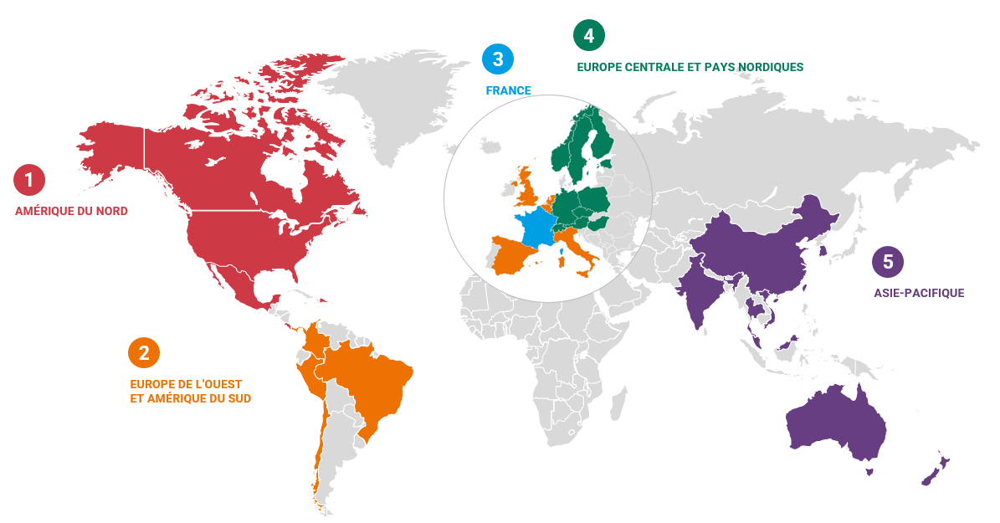 1
AMÉRIQUE DU NORD
2
EUROPE DE L’OUEST
ET AMÉRIQUE DU SUD
3
FRANCE
4
EUROPE CENTRALE ET PAYS NORDIQUES
5
ASIE-PACIFIQUE